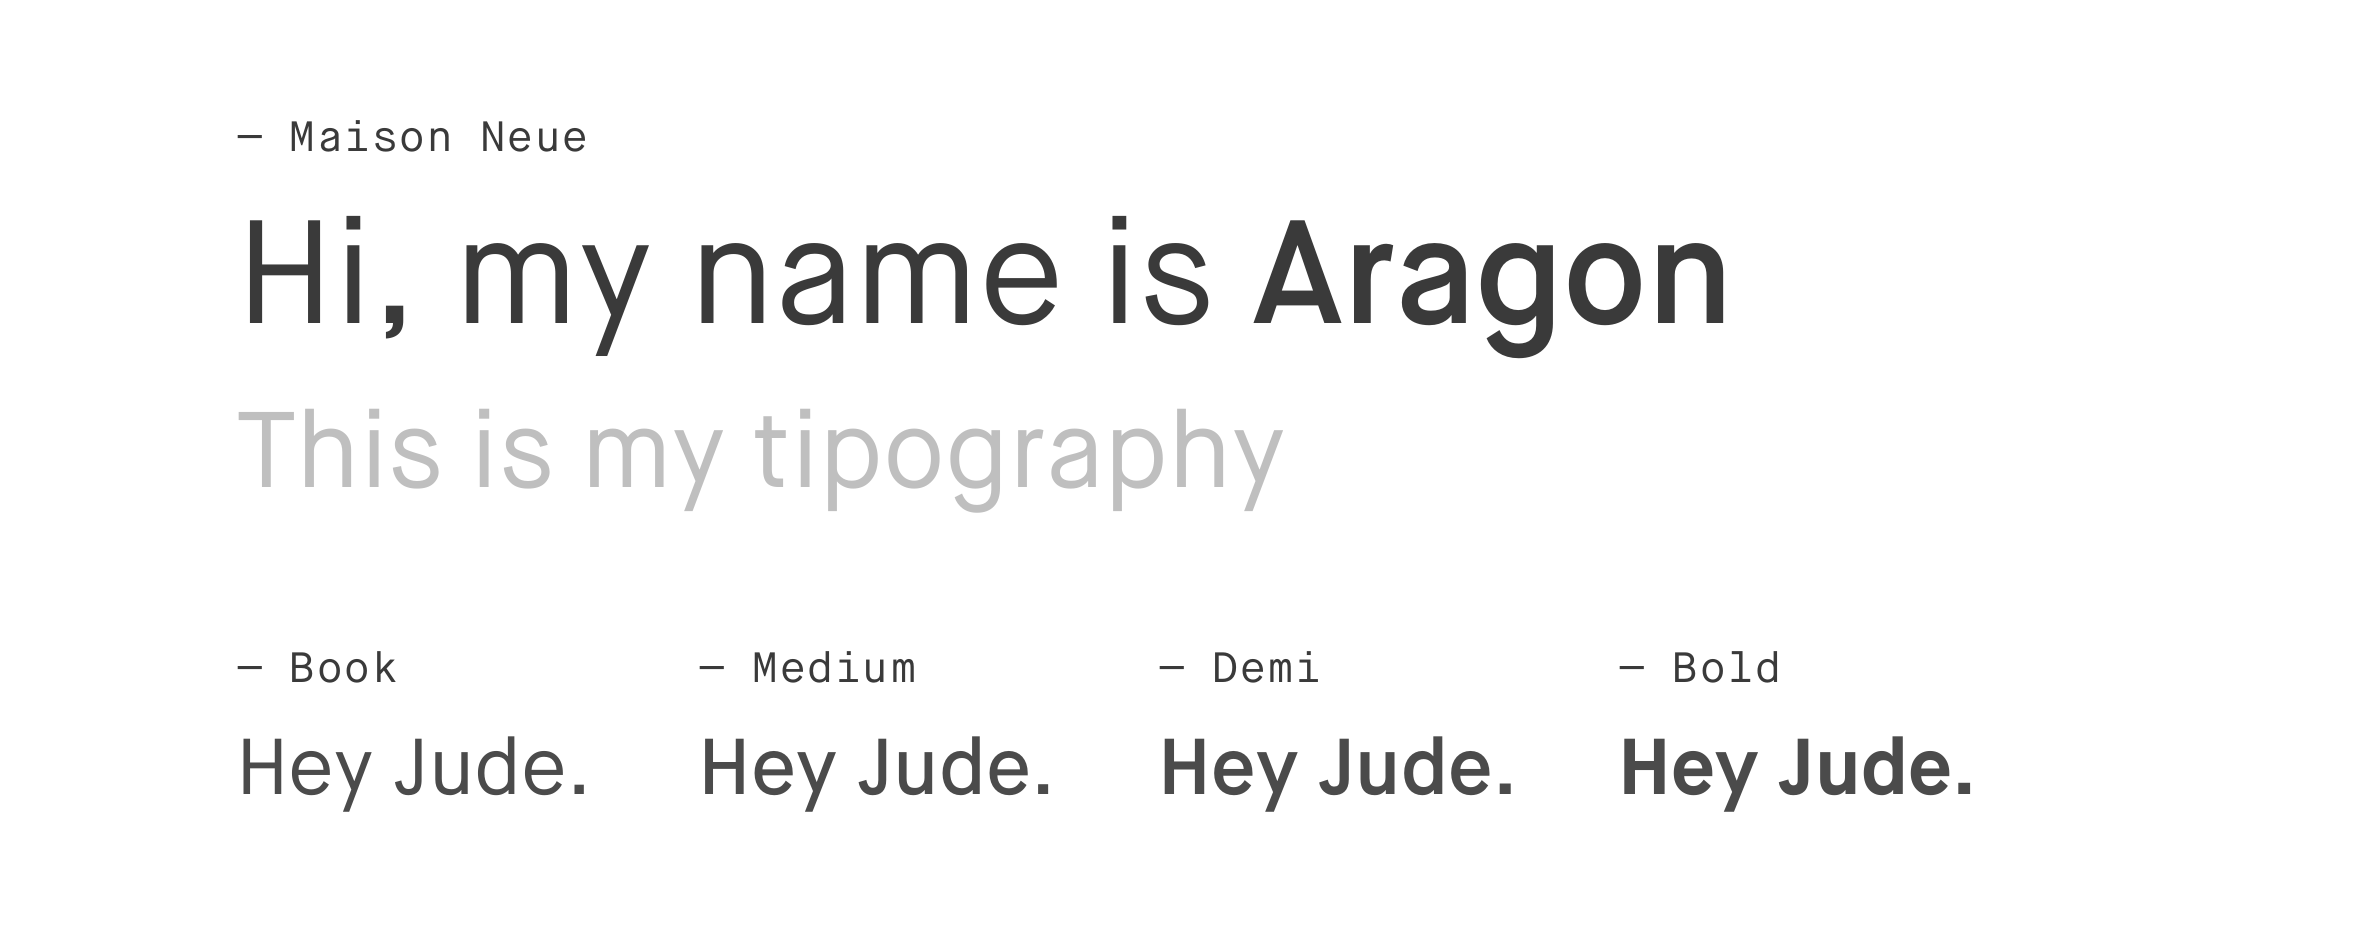 — Maison Neue
Hi, my name is Aragon
This is my tipography
— Book
Hey Jude.
— Medium
Hey Jude.
— Demi
Hey Jude.
— Bold
Hey Jude.